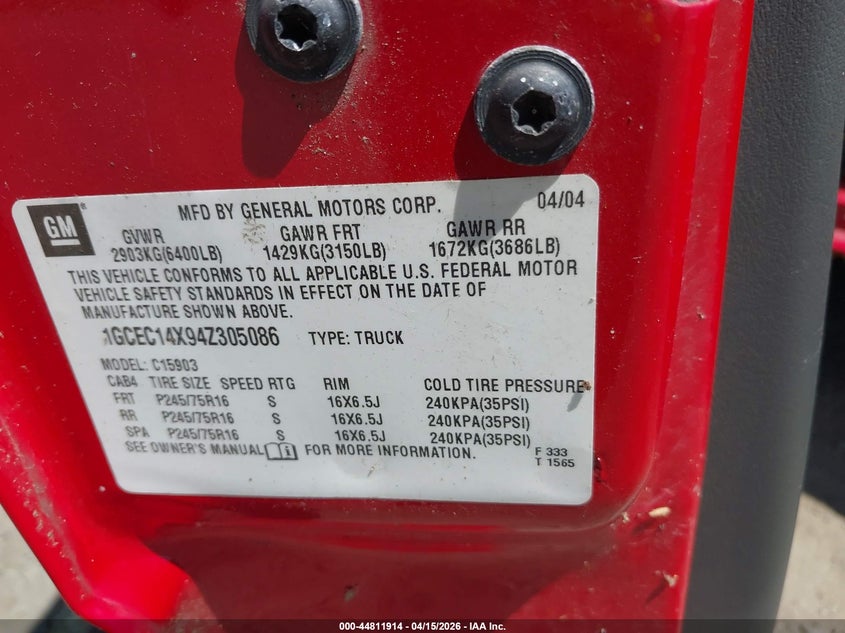 GM
MFD BY GENERAL MOTORS CORP. 04/04
GVWR GAWR FRT GAWR RR
2903KG(6400LB) 1429KG(3150LB) 1672KG(3686LB)
THIS VEHICLE CONFORMS TO ALL APPLICABLE U.S. FEDERAL MOTOR
VEHICLE SAFETY STANDARDS IN EFFECT ON THE DATE OF
MANUFACTURE SHOWN ABOVE.
1GCEC14X94Z305086 TYPE: TRUCK
MODEL: C15903
CAB4 TIRE SIZE SPEED RTG RIM COLD TIRE PRESSURE
FRT P245/75R16 S 16X6.5J 240KPA(35PSI)
RR P245/75R16 S 16X6.5J 240KPA(35PSI)
SPA P245/75R16 S 16X6.5J 240KPA(35PSI)
SEE OWNER'S MANUAL FOR MORE INFORMATION.
F 333
T 1565
000-44811914 - 04/15/2026 - IAA Inc.